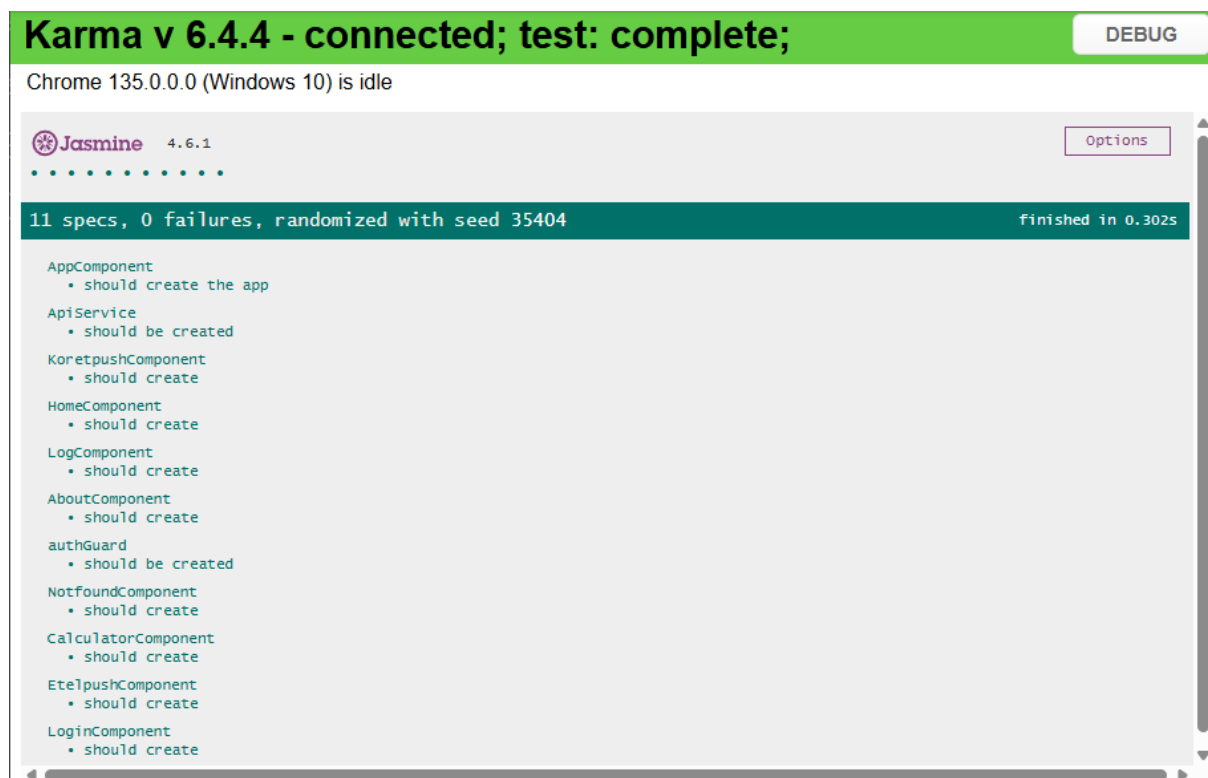 Karma v 6.4.4 - connected; test: complete;
DEBUG
Chrome 135.0.0.0 (Windows 10) is idle
Jasmine 4.6.1
Options
11 specs, 0 failures, randomized with seed 35404
finished in 0.302s
AppComponent
• should create the app
ApiService
• should be created
KoretpushComponent
• should create
HomeComponent
• should create
LogComponent
• should create
AboutComponent
• should create
authGuard
• should be created
NotfoundComponent
• should create
CalculatorComponent
• should create
EtelpushComponent
• should create
LoginComponent
• should create